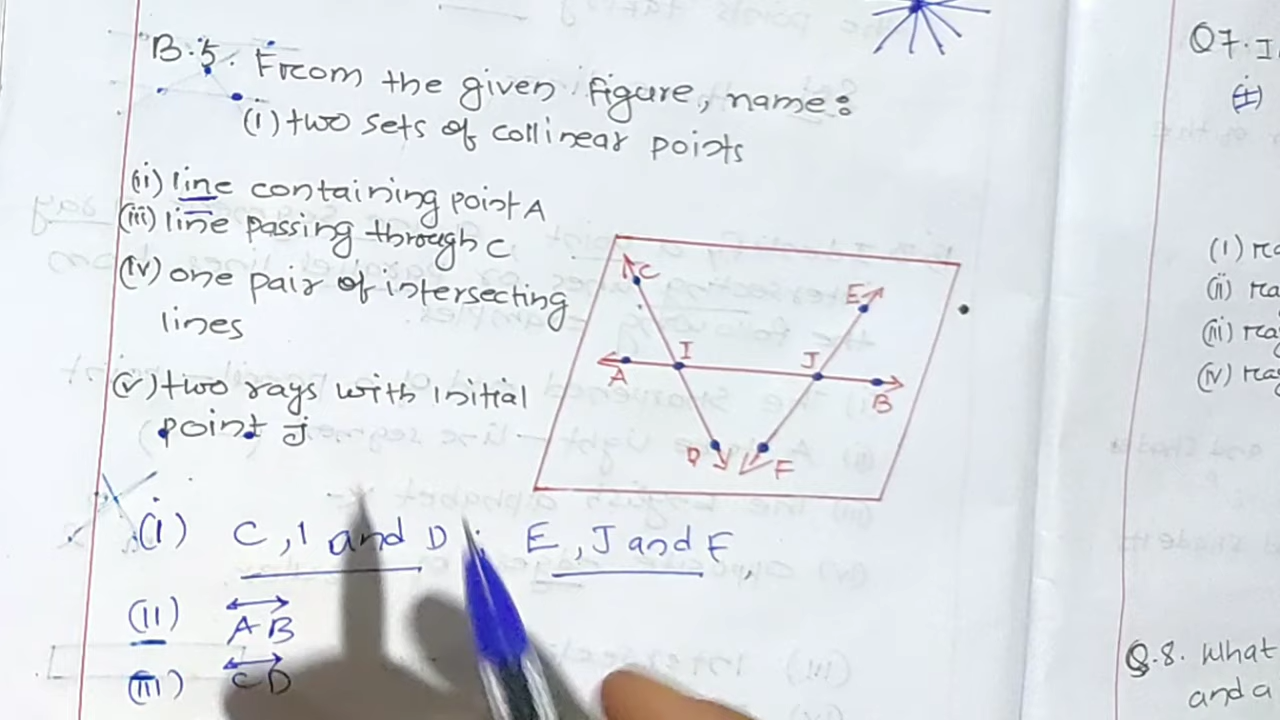 B.5. From the given figure, name:
(i) two sets of collinear points
(ii) line containing point A
(iii) line passing through C
(iv) one pair of intersecting
lines
(v) two rays with initial
point J
C
E
I
J
A
B
D
F
(i) C, I and D; E, J and F,
(ii) AB
(iii) CD
Q7.
(i)
(i)
(ii)
(iii)
(iv)
Q.8. What
and a